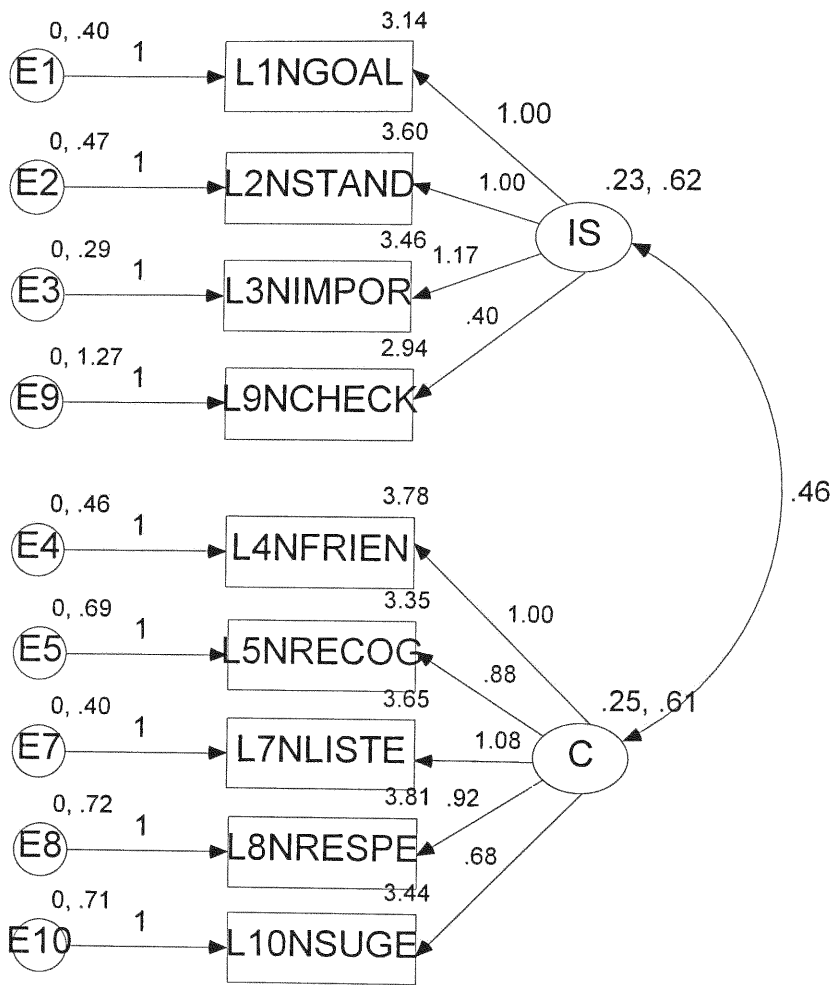 0, .40
3.14
E1
1
L1NGOAL
1.00
0, .47
3.60
E2
1
L2NSTAND
1.00
.23, .62
IS
0, .29
3.46
1.17
E3
1
L3NIMPOR
.40
0, 1.27
2.94
E9
1
L9NCHECK
.46
0, .46
3.78
E4
1
L4NFRIEN
1.00
0, .69
3.35
E5
1
L5NRECOG
.88
.25, .61
C
0, .40
3.65
E7
1
L7NLISTE
1.08
0, .72
3.81
.92
E8
1
L8NRESPE
.68
0, .71
3.44
E10
1
L10NSUGE